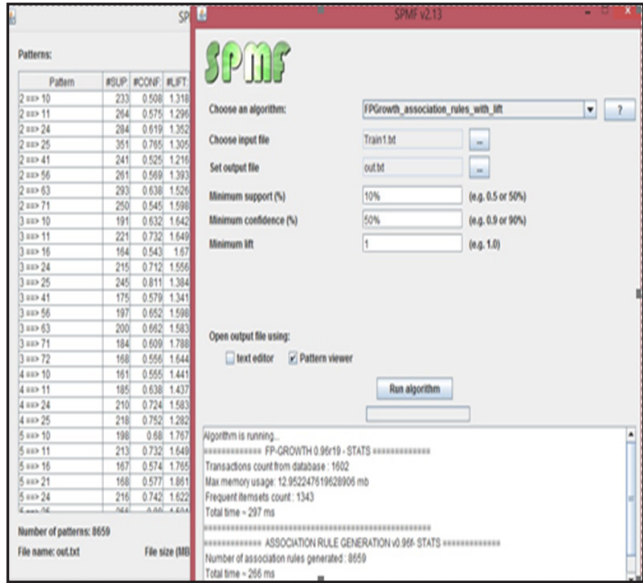 SP
Patterns:
Pattern #SUP: #CONF: #LIFT:
2 ==> 10 233 0.508 1.318
2 ==> 11 264 0.575 1.296
2 ==> 24 284 0.619 1.352
2 ==> 25 351 0.765 1.305
2 ==> 41 241 0.525 1.216
2 ==> 56 261 0.569 1.393
2 ==> 63 293 0.638 1.526
2 ==> 71 250 0.545 1.598
3 ==> 10 191 0.632 1.642
3 ==> 11 221 0.732 1.649
3 ==> 16 164 0.543 1.67
3 ==> 24 215 0.712 1.556
3 ==> 25 245 0.811 1.384
3 ==> 41 175 0.579 1.341
3 ==> 56 197 0.652 1.598
3 ==> 63 200 0.662 1.583
3 ==> 71 184 0.609 1.788
3 ==> 72 168 0.556 1.644
4 ==> 10 161 0.555 1.441
4 ==> 11 185 0.638 1.437
4 ==> 24 210 0.724 1.583
4 ==> 25 218 0.752 1.282
5 ==> 10 198 0.68 1.767
5 ==> 11 213 0.732 1.649
5 ==> 16 167 0.574 1.765
5 ==> 21 168 0.577 1.861
5 ==> 24 216 0.742 1.622
Number of patterns: 8659
File name: out.txt File size (MB
SPMF v2.13
SPMF
Choose an algorithm: FPGrowth_association_rules_with_lift ?
Choose input file Train1.txt ...
Set output file out.txt ...
Minimum support (%) 10% (e.g. 0.5 or 50%)
Minimum confidence (%) 50% (e.g. 0.9 or 90%)
Minimum lift 1 (e.g. 1.0)
Open output file using:
text editor Pattern viewer
Run algorithm
Algorithm is running...
============= FP-GROWTH 0.96r19 - STATS =============
Transactions count from database : 1602
Max memory usage: 12.952247619628906 mb
Frequent itemsets count : 1343
Total time ~ 297 ms
===================================================
============= ASSOCIATION RULE GENERATION v0.96f- STATS =============
Number of association rules generated : 8659
Total time ~ 266 ms